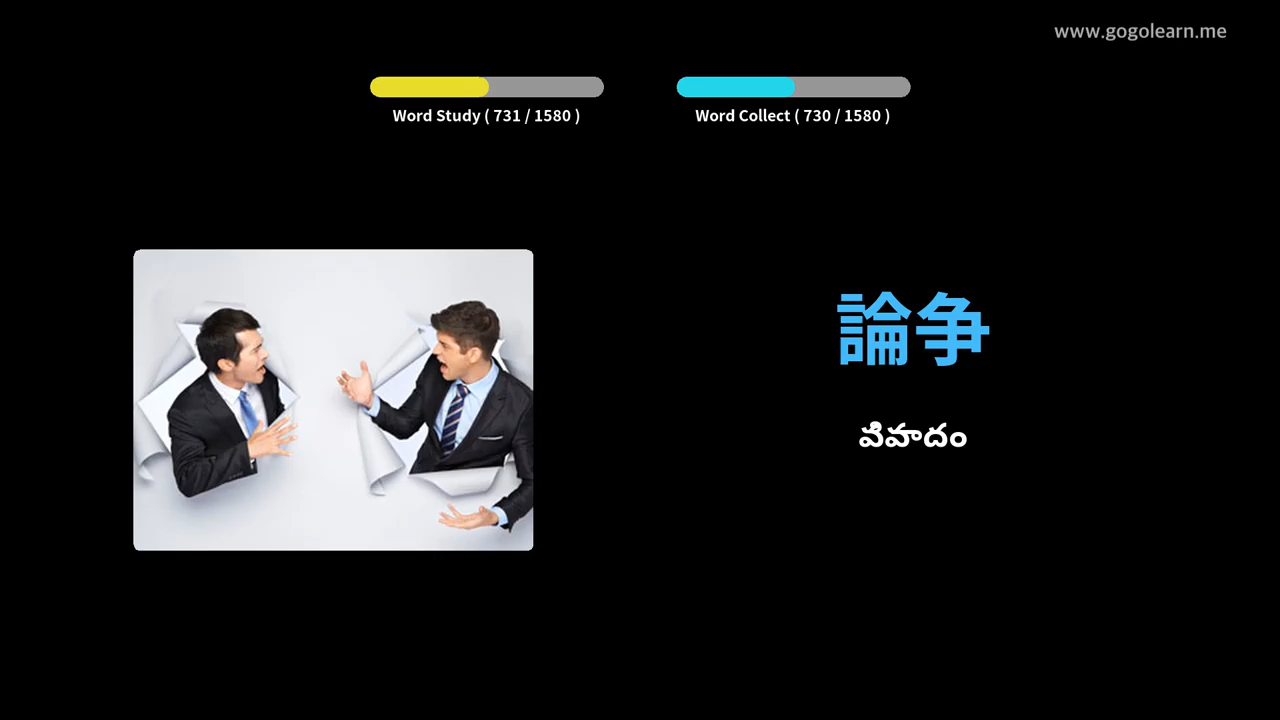 www.gogolearn.me
Word Study ( 731 / 1580 )
Word Collect ( 730 / 1580 )
論争
వివాదం